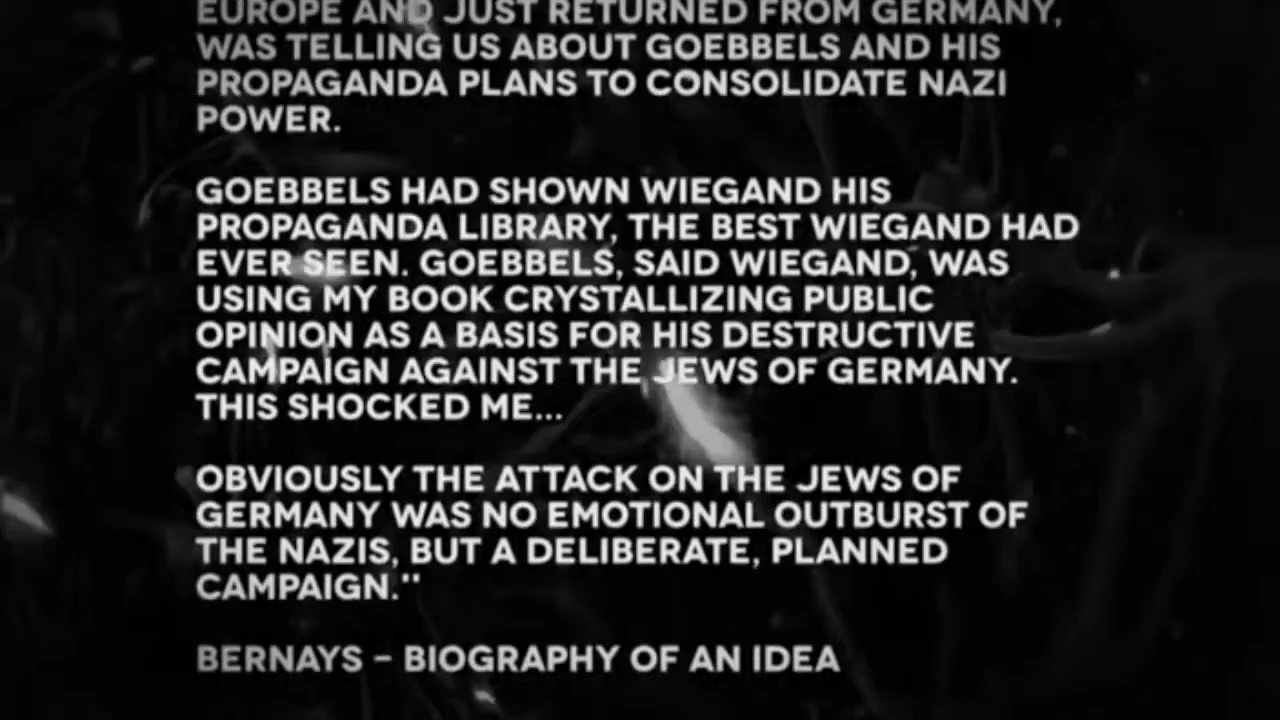 EUROPE AND JUST RETURNED FROM GERMANY,
WAS TELLING US ABOUT GOEBBELS AND HIS
PROPAGANDA PLANS TO CONSOLIDATE NAZI
POWER.
GOEBBELS HAD SHOWN WIEGAND HIS
PROPAGANDA LIBRARY, THE BEST WIEGAND HAD
EVER SEEN. GOEBBELS, SAID WIEGAND, WAS
USING MY BOOK CRYSTALLIZING PUBLIC
OPINION AS A BASIS FOR HIS DESTRUCTIVE
CAMPAIGN AGAINST THE JEWS OF GERMANY.
THIS SHOCKED ME...
OBVIOUSLY THE ATTACK ON THE JEWS OF
GERMANY WAS NO EMOTIONAL OUTBURST OF
THE NAZIS, BUT A DELIBERATE, PLANNED
CAMPAIGN."
BERNAYS – BIOGRAPHY OF AN IDEA